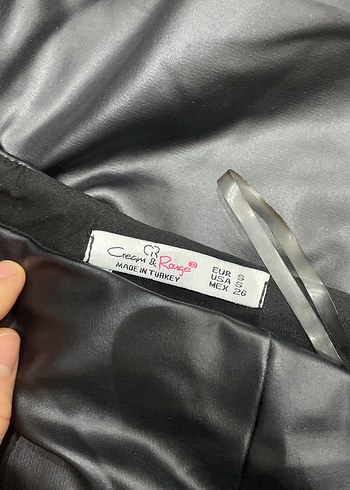 Cream & Rouge
MADE IN TURKEY
EUR S
USA S
MEX 26